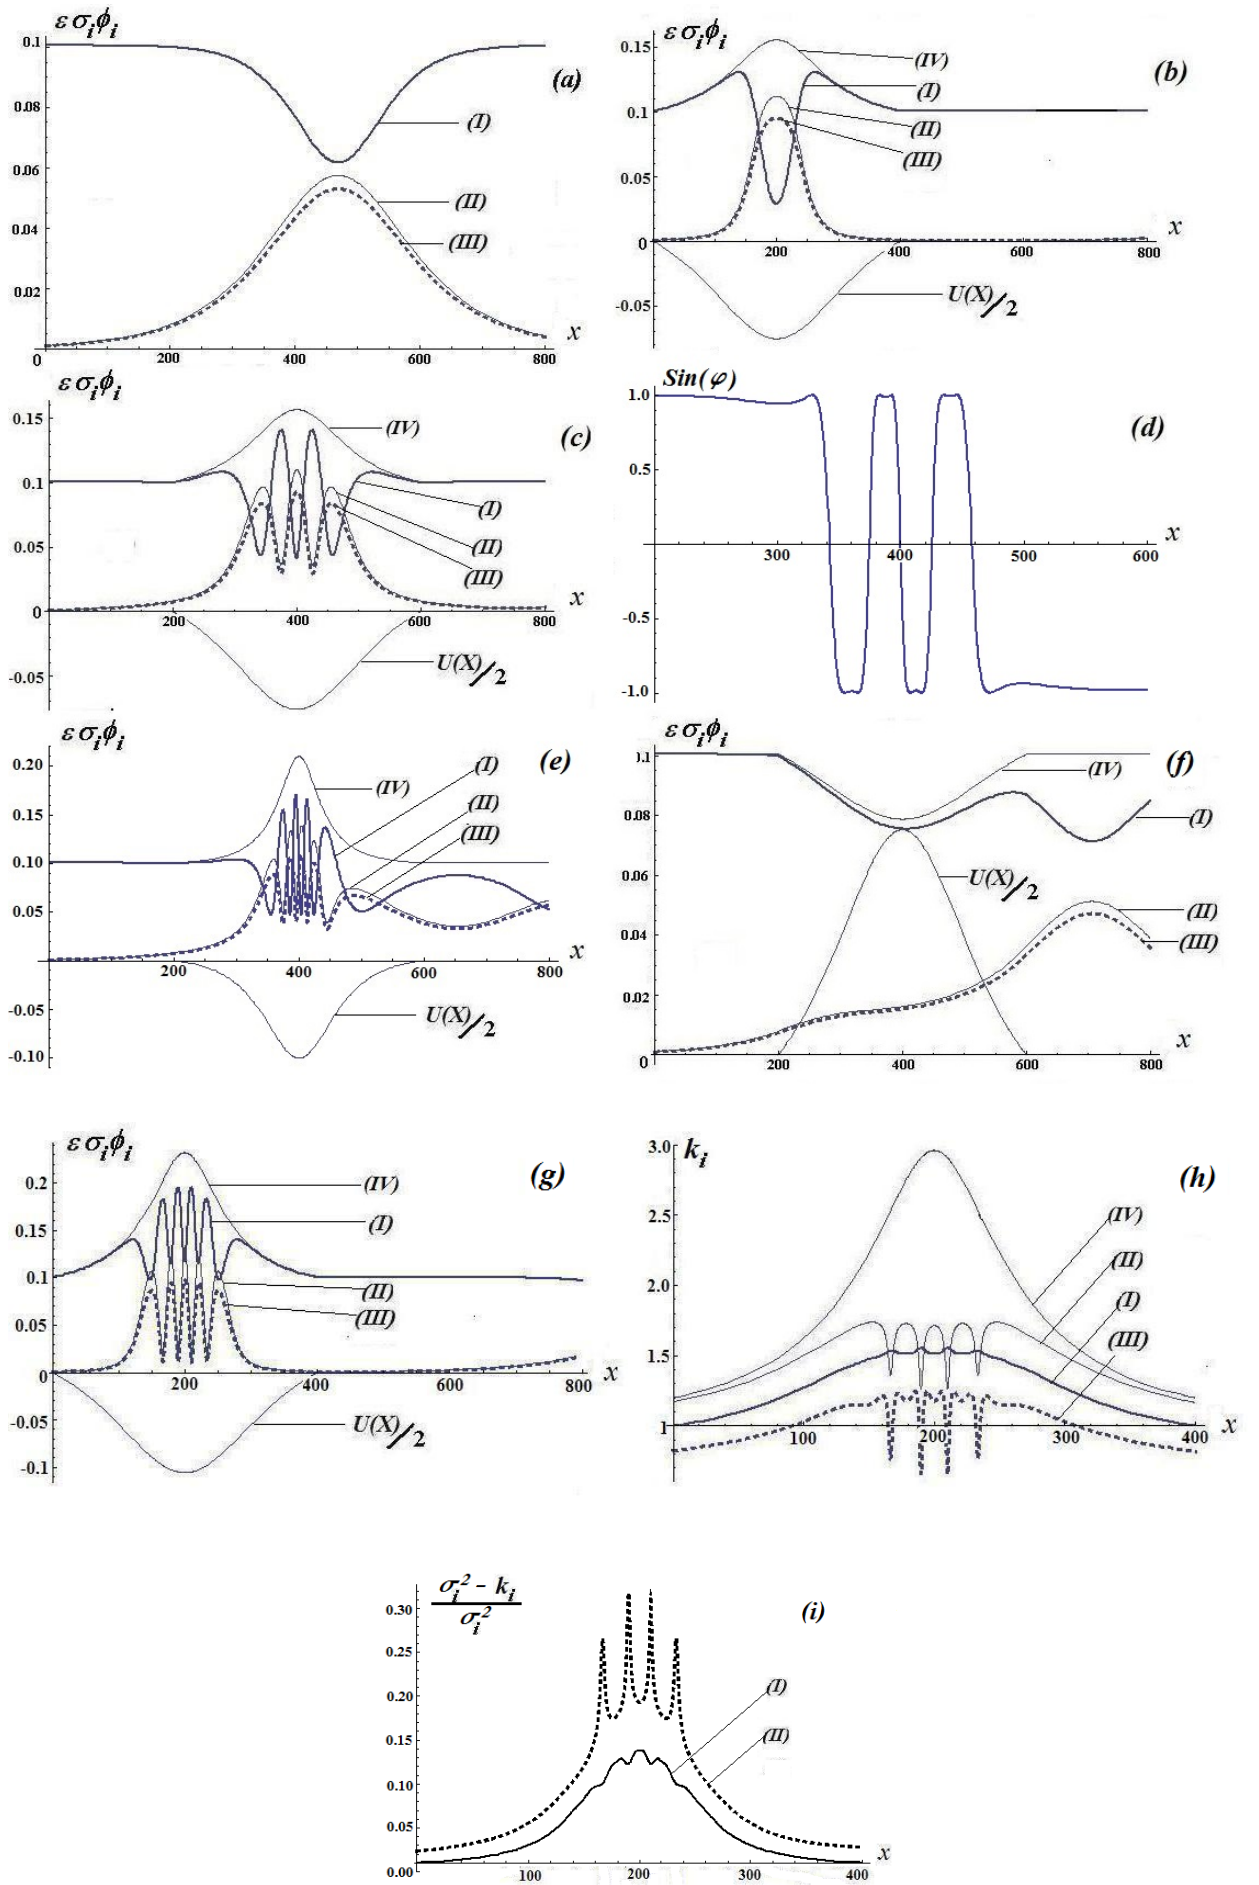 ε σᵢϕᵢ
0.1
0.08
0.06
0.04
0.02
0
200
400
600
800
x
(a)
(I)
(II)
(III)
ε σᵢϕᵢ
0.15
0.1
0.05
0
-0.05
200
400
600
800
x
(b)
(IV)
(I)
(II)
(III)
U(X)/2
ε σᵢϕᵢ
0.15
0.1
0.05
0
-0.05
200
400
600
800
x
(c)
(IV)
(I)
(II)
(III)
U(X)/2
Sin(φ)
1.0
0.5
-0.5
-1.0
300
400
500
600
x
(d)
ε σᵢϕᵢ
0.20
0.15
0.10
0.05
-0.05
-0.10
200
400
600
800
x
(e)
(I)
(IV)
(II)
(III)
U(X)/2
ε σᵢϕᵢ
0.1
0.08
0.06
0.04
0.02
0
200
400
600
800
x
(f)
(IV)
(I)
U(X)/2
(II)
(III)
ε σᵢϕᵢ
0.2
0.15
0.1
0.05
0
-0.05
-0.1
200
400
600
800
x
(g)
(IV)
(I)
(II)
(III)
U(X)/2
kᵢ
3.0
2.5
2.0
1.5
1
100
200
300
400
x
(h)
(IV)
(II)
(I)
(III)
σᵢ² - kᵢ
σᵢ²
0.30
0.25
0.20
0.15
0.10
0.05
0.00
100
200
300
400
x
(i)
(I)
(II)